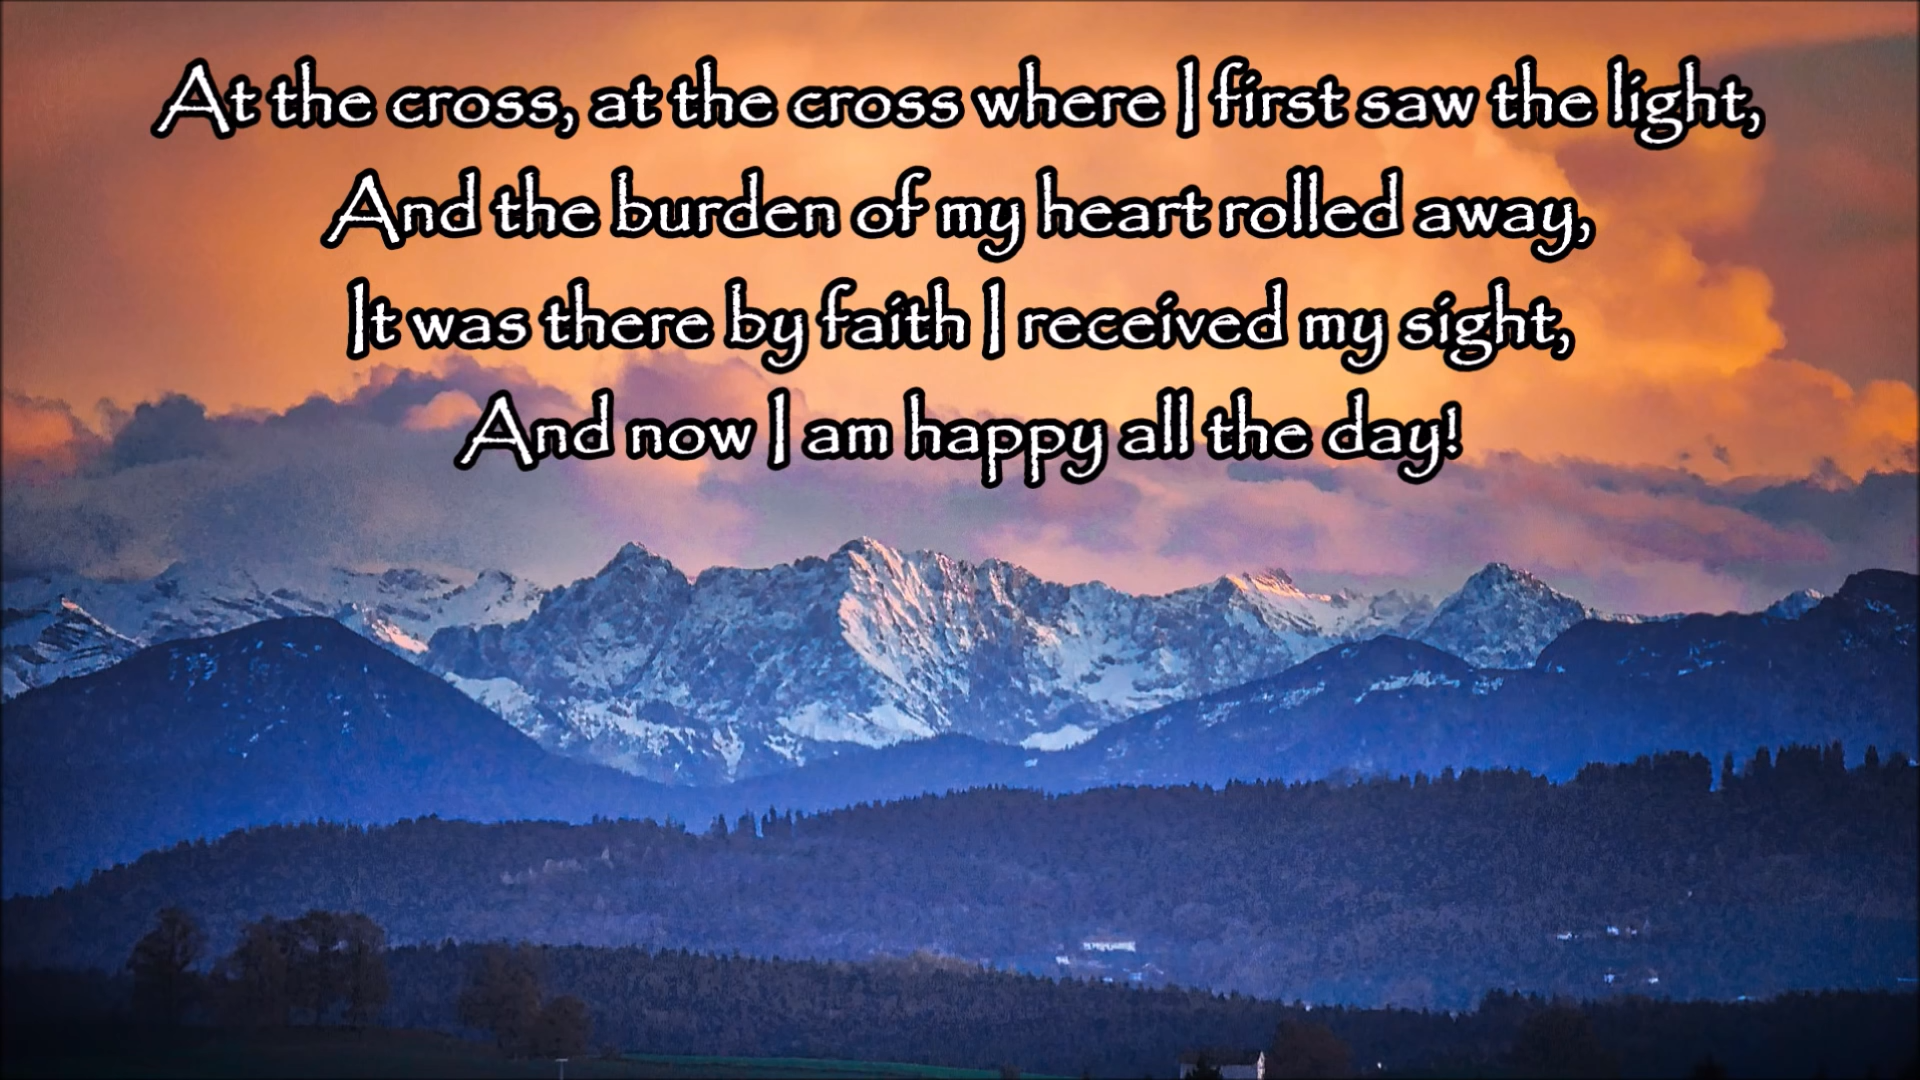 At the cross, at the cross where I first saw the light,
And the burden of my heart rolled away,
It was there by faith I received my sight,
And now I am happy all the day!